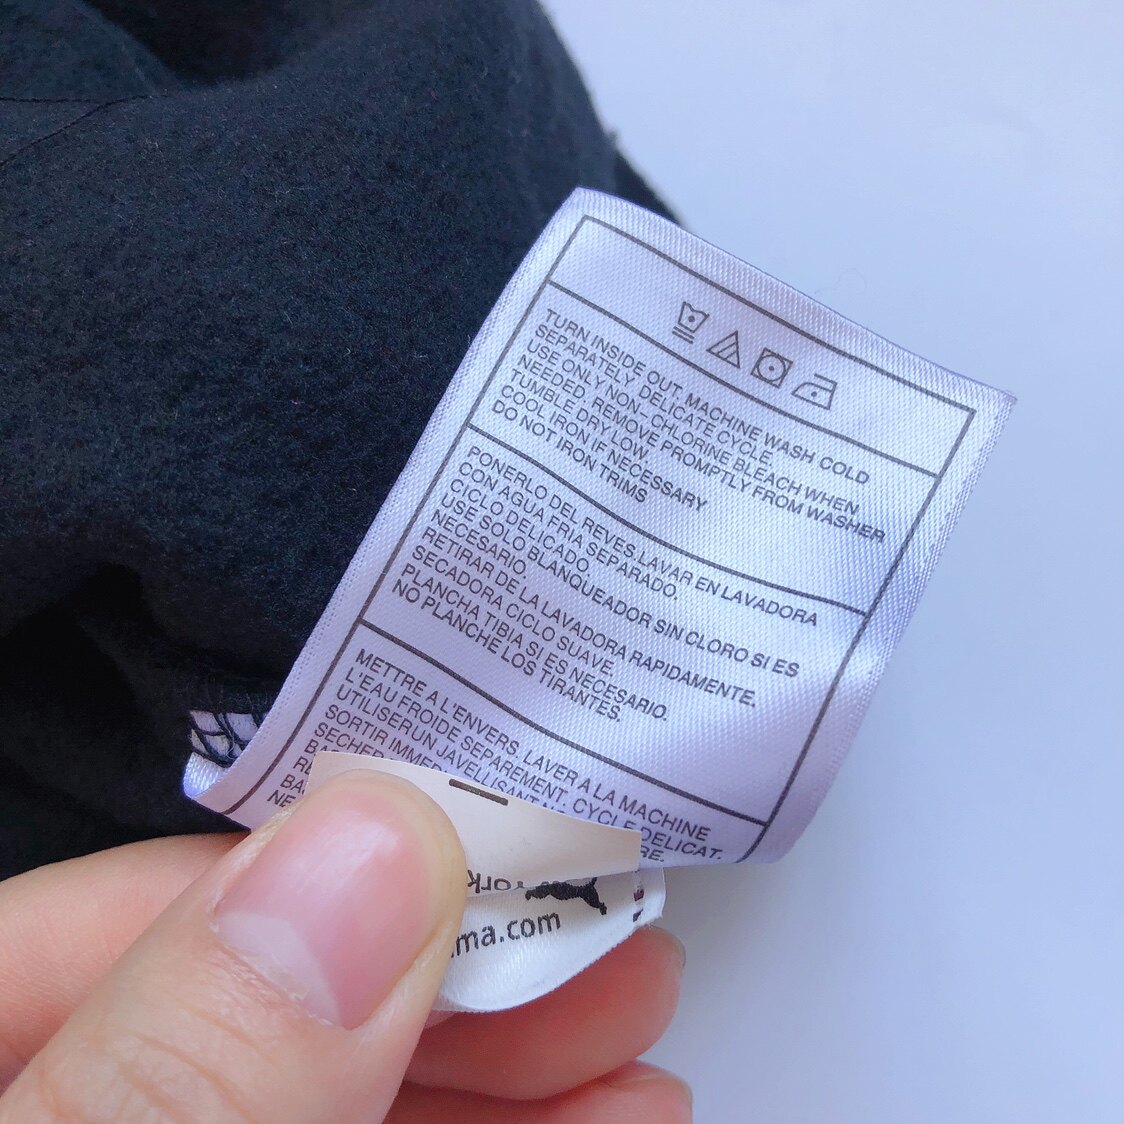 TURN INSIDE OUT. MACHINE WASH COLD
SEPARATELY, DELICATE CYCLE.
USE ONLY NON-CHLORINE BLEACH WHEN
NEEDED. REMOVE PROMPTLY FROM WASHER
TUMBLE DRY LOW.
COOL IRON IF NECESSARY
DO NOT IRON TRIMS
PONERLO DEL REVES.LAVAR EN LAVADORA
CON AGUA FRIA SEPARADO.
CICLO DELICADO.
USE SOLO BLANQUEADOR SIN CLORO SI ES
NECESARIO.
RETIRAR DE LA LAVADORA RAPIDAMENTE.
SECADORA CICLO SUAVE.
PLANCHA TIBIA SI ES NECESARIO.
NO PLANCHE LOS TIRANTES.
METTRE A L'ENVERS. LAVER A LA MACHINE
L'EAU FROIDE SEPAREMENT. CYCLE DELICAT.
UTILISERUN JAVELLISANT
SORTIR
ma.com